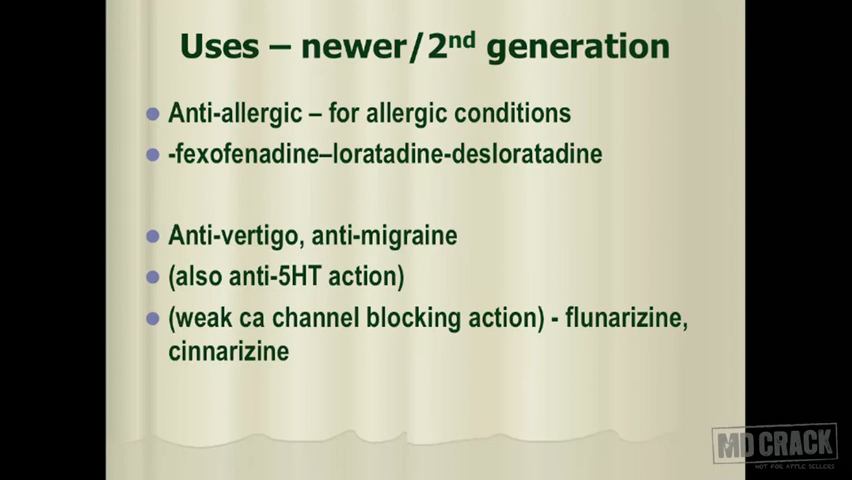 Uses – newer/2nd generation
Anti-allergic – for allergic conditions
-fexofenadine–loratadine-desloratadine
Anti-vertigo, anti-migraine
(also anti-5HT action)
(weak ca channel blocking action) - flunarizine,
cinnarizine
MD CRACK
NOT FOR APPLE SELLERS